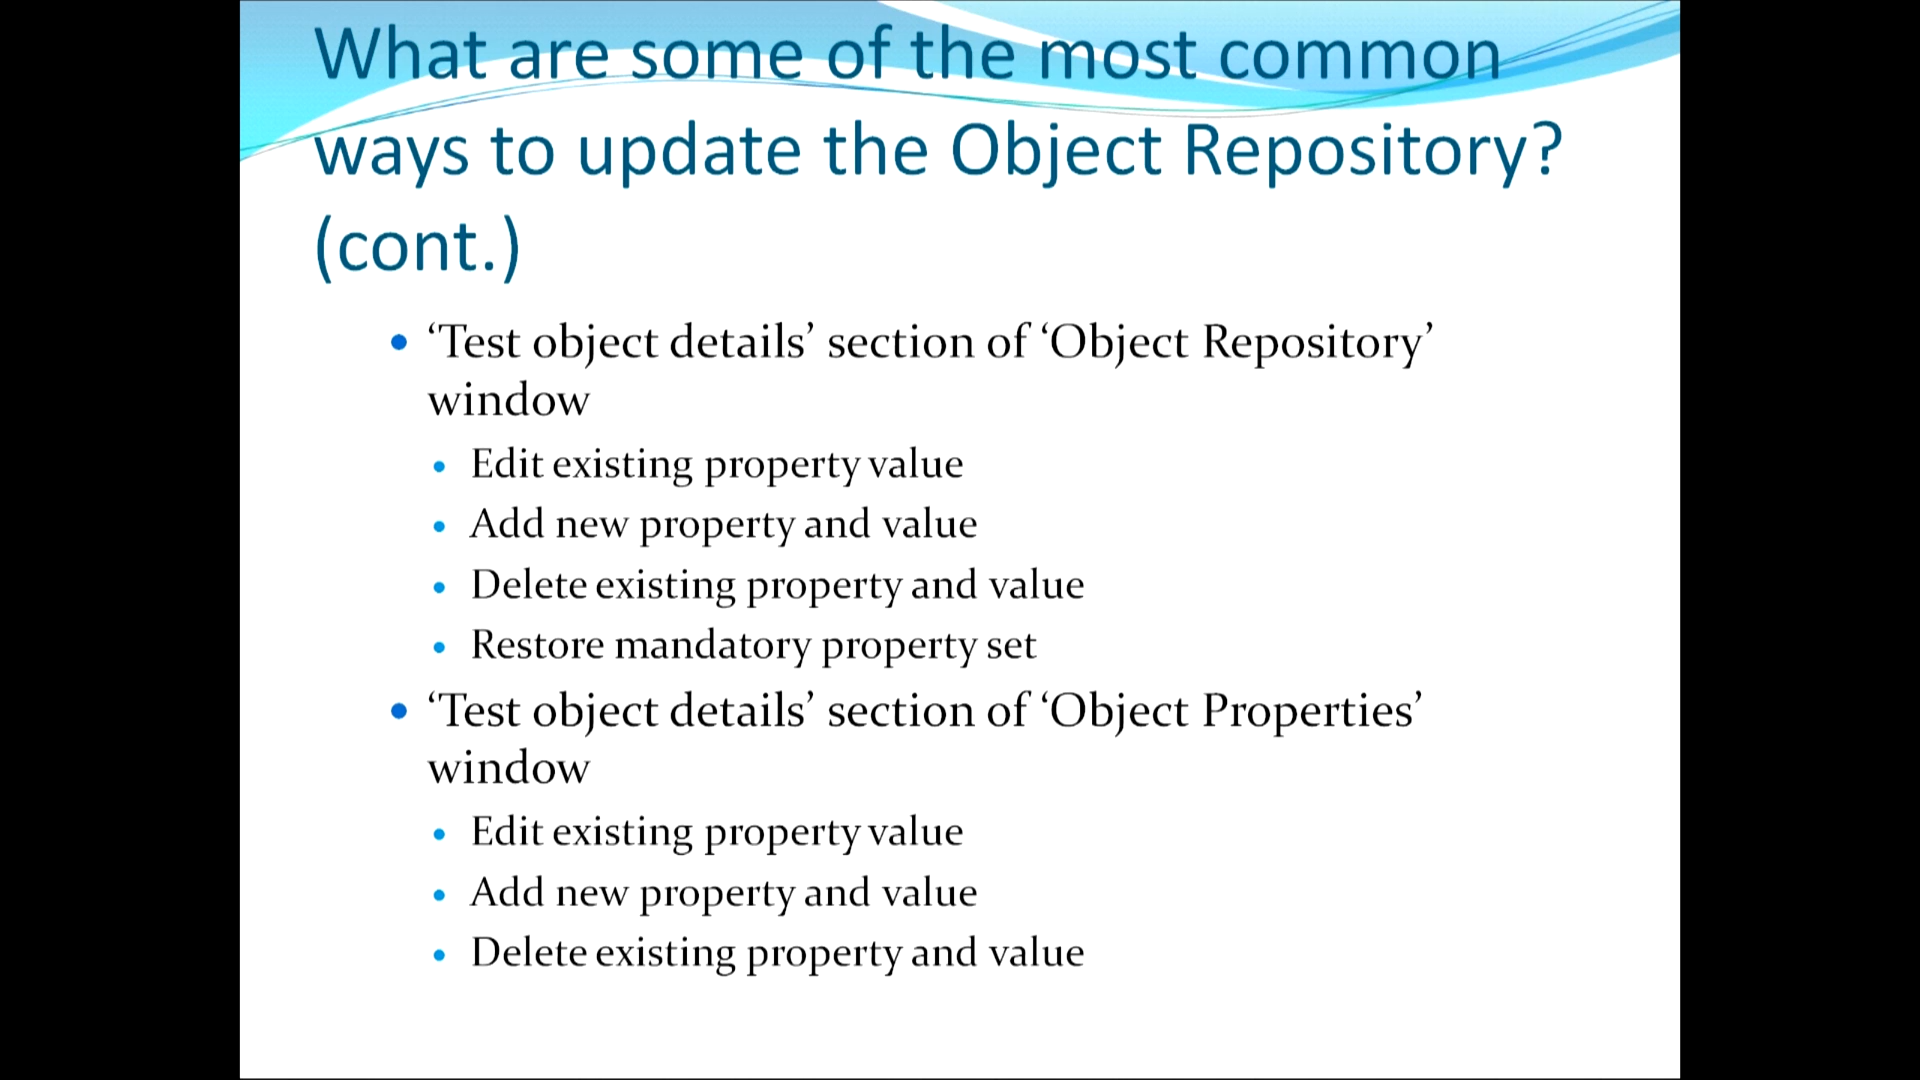 What are some of the most common
ways to update the Object Repository?
(cont.)
• ‘Test object details’ section of ‘Object Repository’
window
• Edit existing property value
• Add new property and value
• Delete existing property and value
• Restore mandatory property set
• ‘Test object details’ section of ‘Object Properties’
window
• Edit existing property value
• Add new property and value
• Delete existing property and value